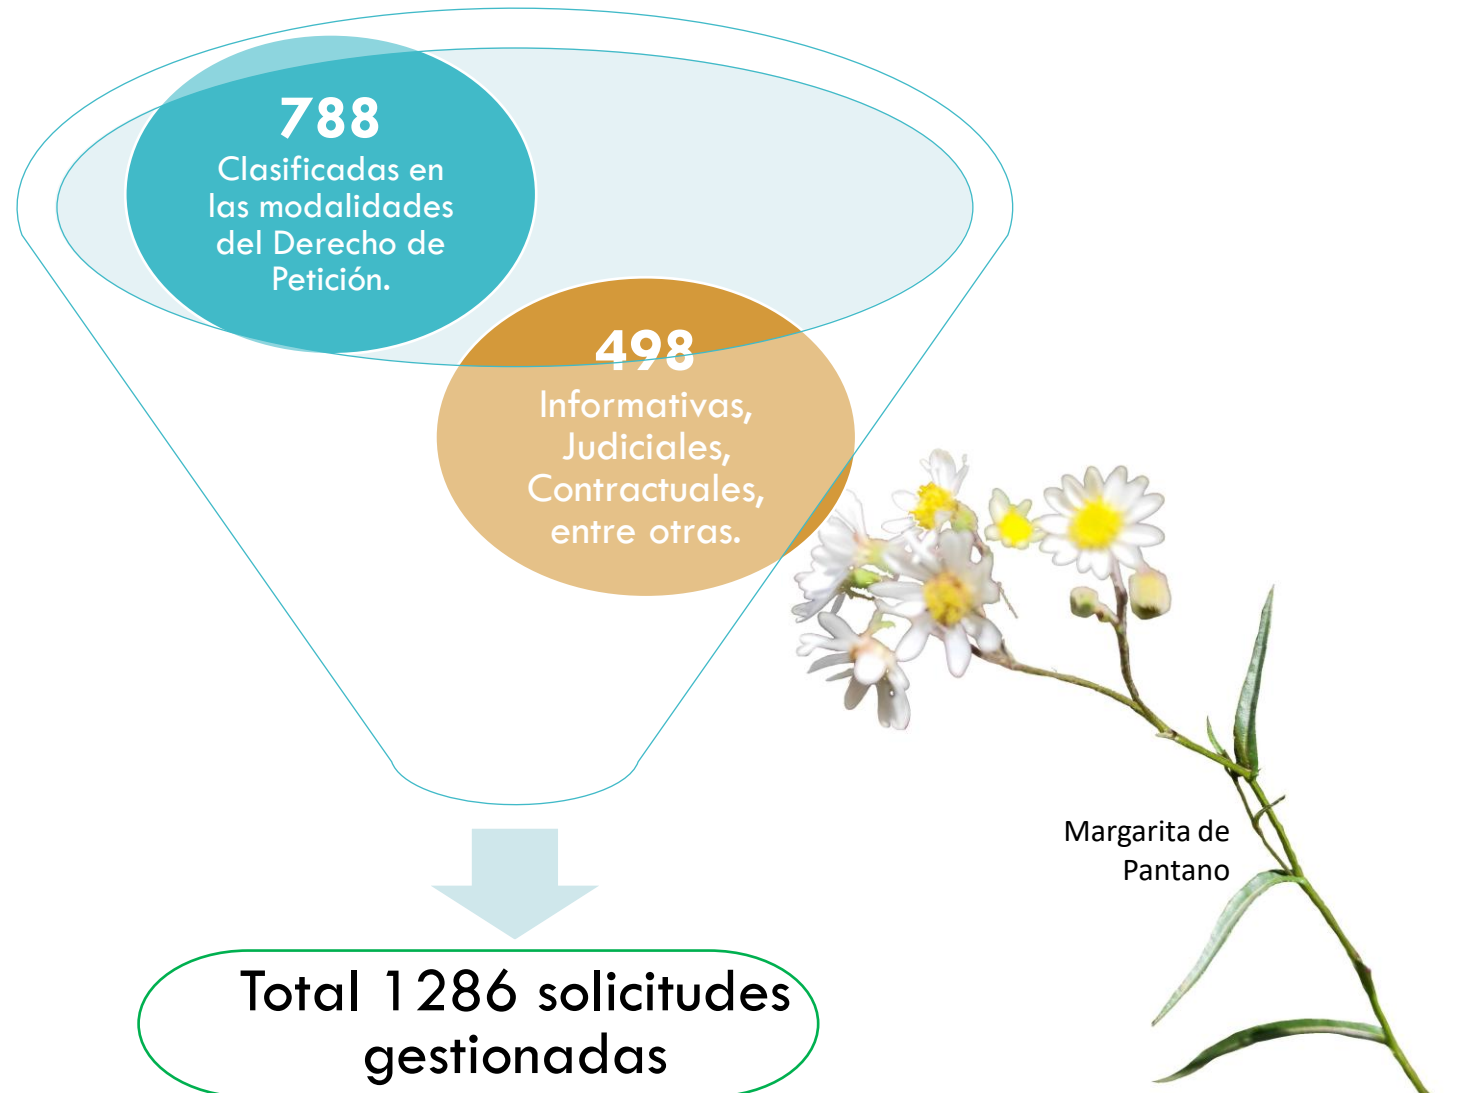 788
Clasificadas en
las modalidades
del Derecho de
Petición.
498
Informativas,
Judiciales,
Contractuales,
entre otras.
Margarita de
Pantano
Total 1286 solicitudes
gestionadas